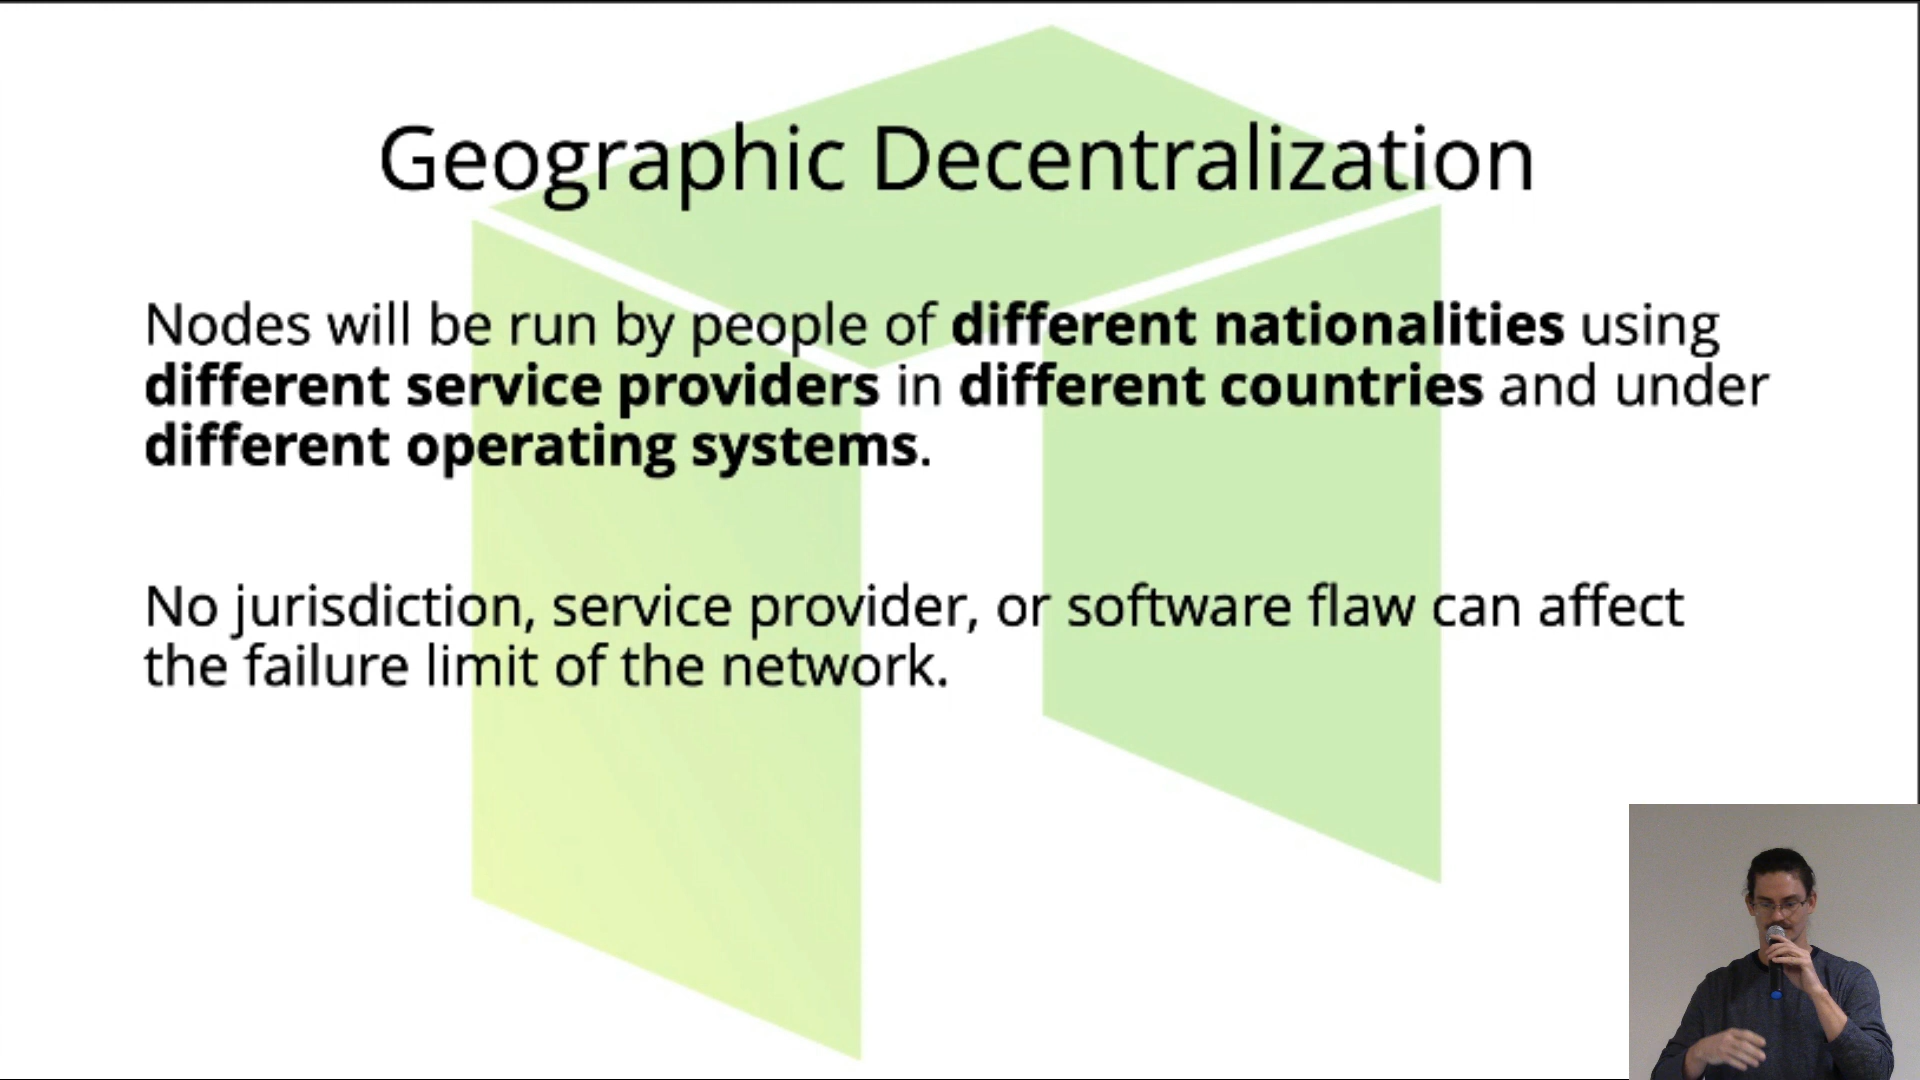 Geographic Decentralization
Nodes will be run by people of different nationalities using
different service providers in different countries and under
different operating systems.
No jurisdiction, service provider, or software flaw can affect
the failure limit of the network.